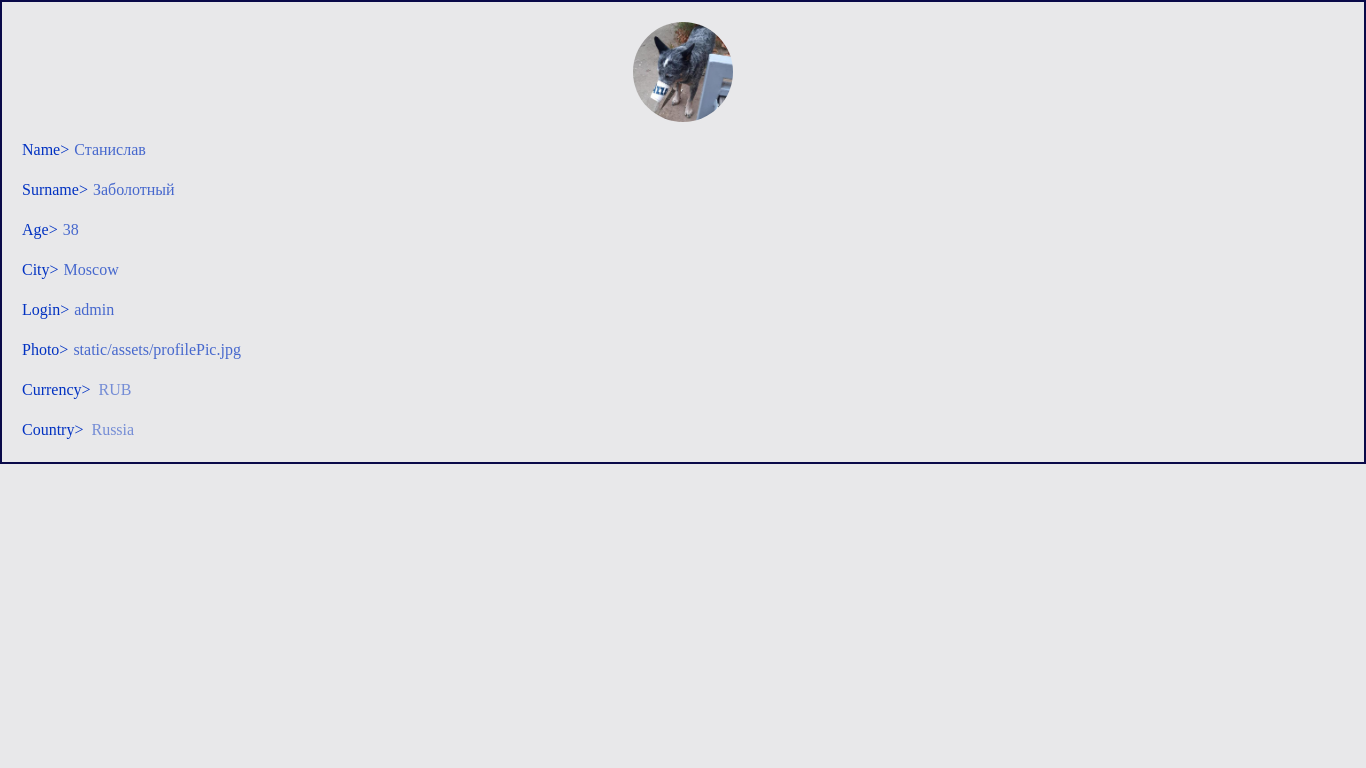 Name> Станислав
Surname> Заболотный
Age> 38
City> Moscow
Login> admin
Photo> static/assets/profilePic.jpg
Currency> RUB
Country> Russia